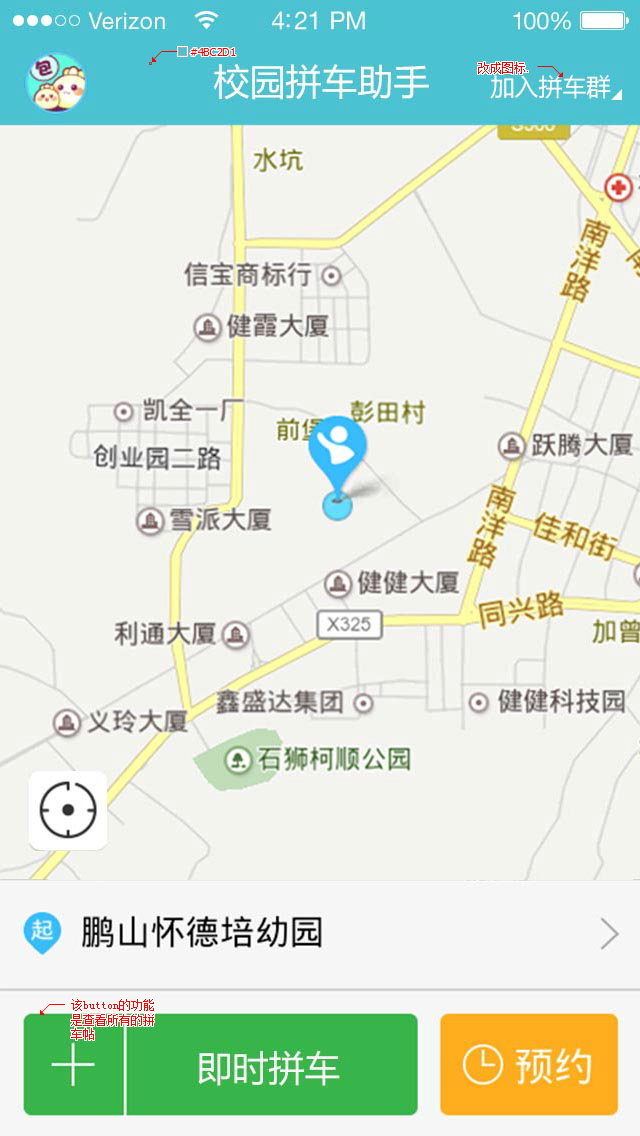 Verizon 4:21 PM 100%
#4BC2D1
改成图标.
包
校园拼车助手
加入拼车群
水坑
南洋路
信宝商标行
健霞大厦
凯全一厂
彭田村
前堡
创业园二路
跃腾大厦
雪派大厦
南洋路
佳和街
健健大厦
同兴路
X325
利通大厦
加曾
鑫盛达集团
健健科技园
义玲大厦
石狮柯顺公园
起 鹏山怀德培幼园
该button的功能
是查看所有的拼
车帖
即时拼车
预约